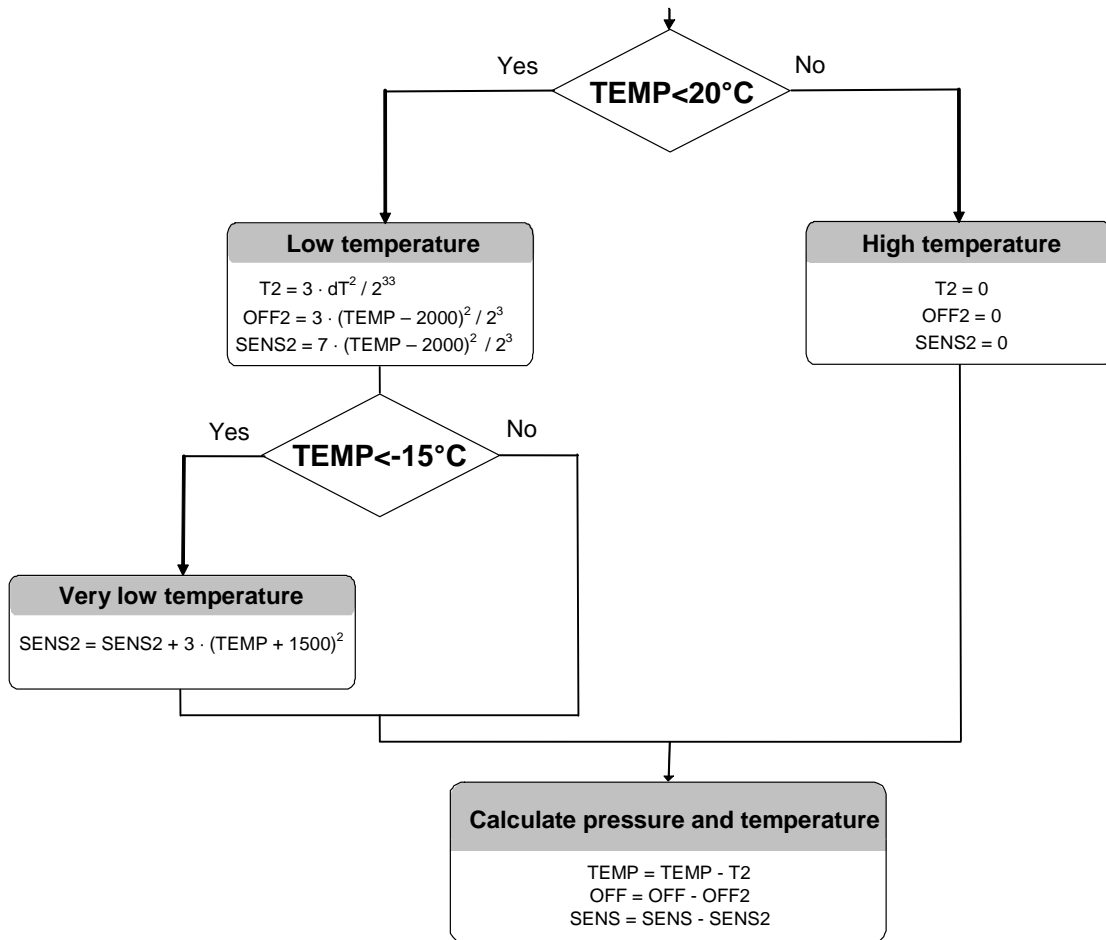 Yes
No
TEMP<20°C
Low temperature
T2 = 3 · dT² / 2³³
OFF2 = 3 · (TEMP – 2000)² / 2³
SENS2 = 7 · (TEMP – 2000)² / 2³
High temperature
T2 = 0
OFF2 = 0
SENS2 = 0
Yes
No
TEMP<-15°C
Very low temperature
SENS2 = SENS2 + 3 · (TEMP + 1500)²
Calculate pressure and temperature
TEMP = TEMP - T2
OFF = OFF - OFF2
SENS = SENS - SENS2